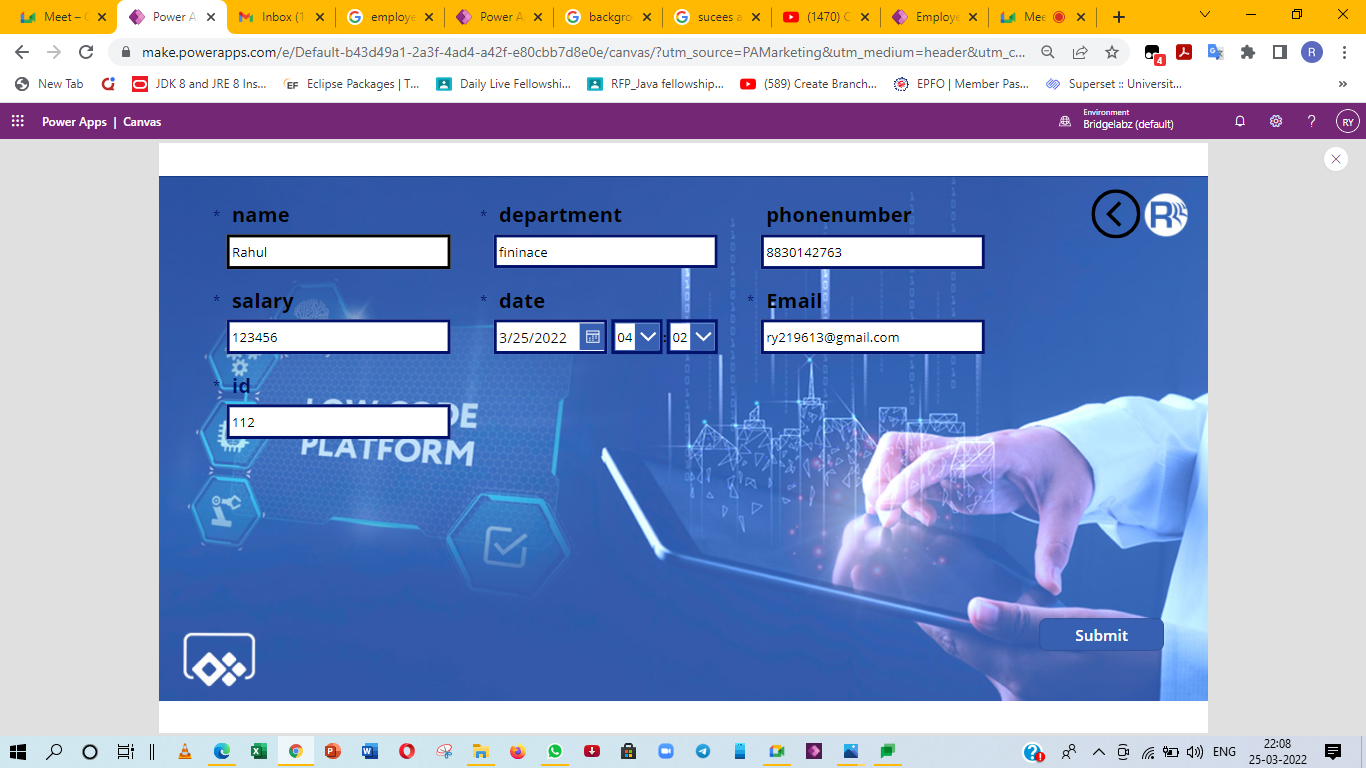 Meet – G
Power A
Inbox (1
employe
Power A
backgro
sucees a
(1470) C
Employe
Mee
make.powerapps.com/e/Default-b43d49a1-2a3f-4ad4-a42f-e80cbb7d8e0e/canvas/?utm_source=PAMarketing&utm_medium=header&utm_c...
4
R
New Tab
JDK 8 and JRE 8 Ins...
EF Eclipse Packages | T...
Daily Live Fellowshi...
RFP_Java fellowship...
(589) Create Branch...
EPFO | Member Pas...
Superset :: Universit...
»
Power Apps | Canvas
Environment
Bridgelabz (default)
?
RY
* name
* department
phonenumber
R
Rahul
fininace
8830142763
* salary
* date
* Email
123456
3/25/2022
04 : 02
ry219613@gmail.com
* id
112
PLATFORM
Submit
ENG
22:08
25-03-2022